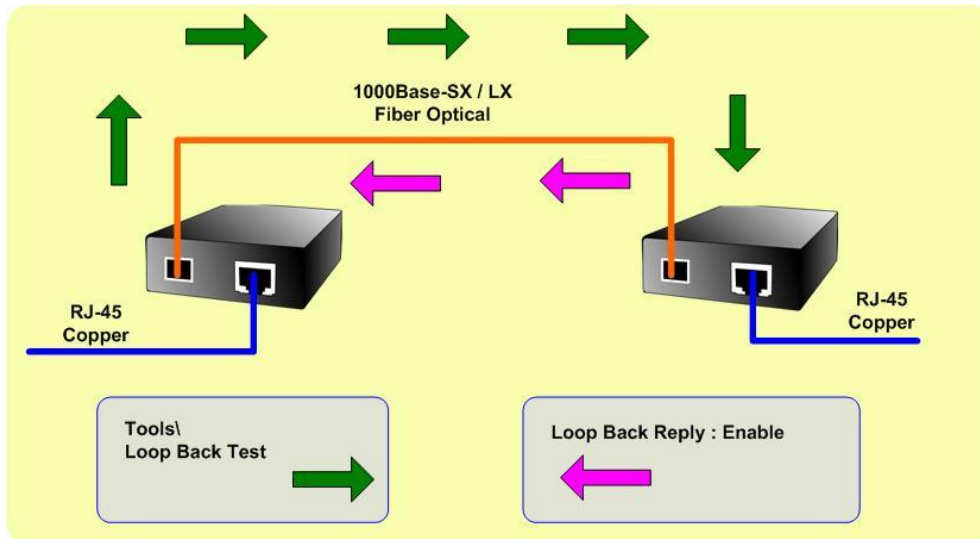 1000Base-SX / LX
Fiber Optical
RJ-45
Copper
RJ-45
Copper
Tools\
Loop Back Test
Loop Back Reply : Enable